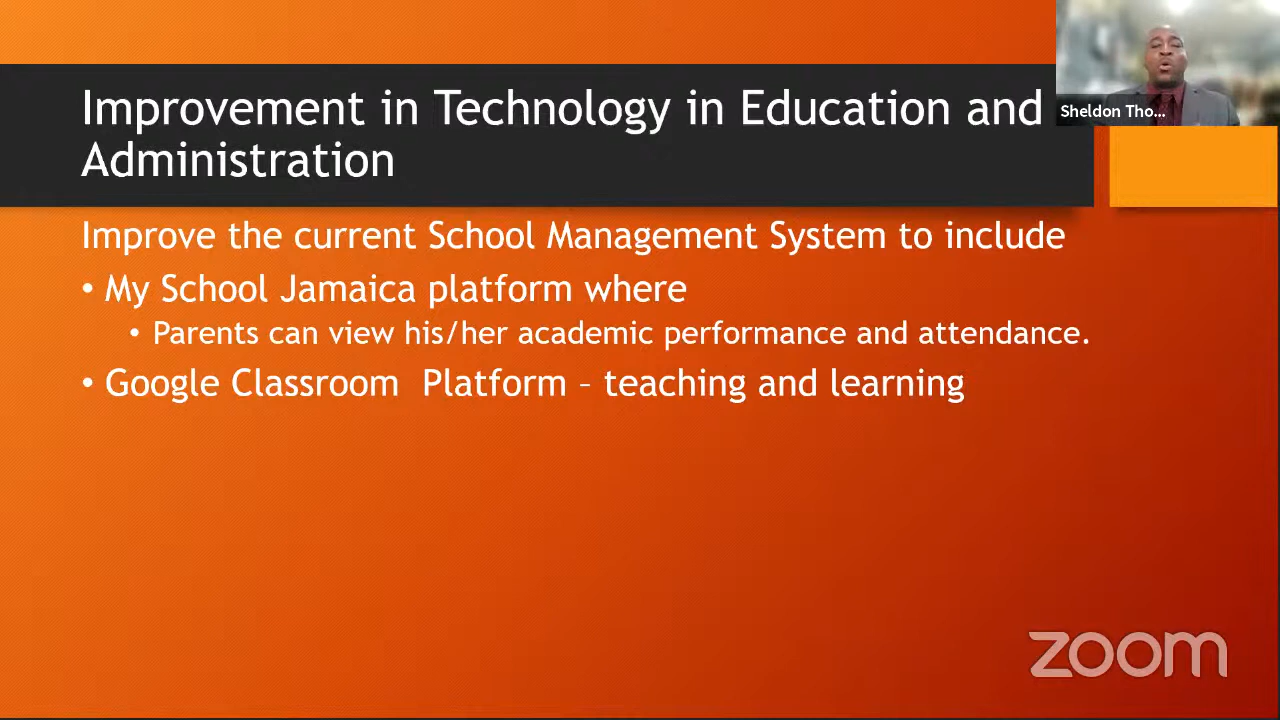 Improvement in Technology in Education and
Administration
Sheldon Tho...
Improve the current School Management System to include
• My School Jamaica platform where
• Parents can view his/her academic performance and attendance.
• Google Classroom  Platform – teaching and learning
zoom